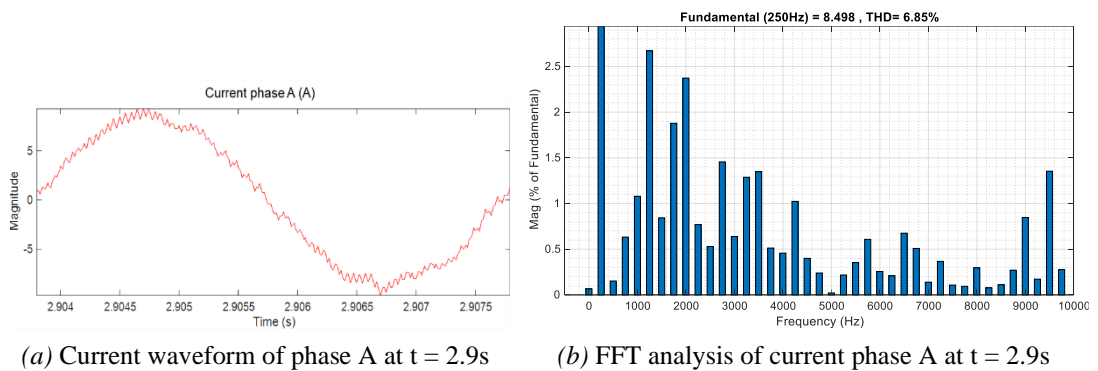 Current phase A (A)
Magnitude
5
0
-5
2.904 2.9045 2.905 2.9055 2.906 2.9065 2.907 2.9075
Time (s)
(a) Current waveform of phase A at t = 2.9s
Fundamental (250Hz) = 8.498 , THD= 6.85%
Mag (% of Fundamental)
2.5
2
1.5
1
0.5
0
0 1000 2000 3000 4000 5000 6000 7000 8000 9000 10000
Frequency (Hz)
(b) FFT analysis of current phase A at t = 2.9s